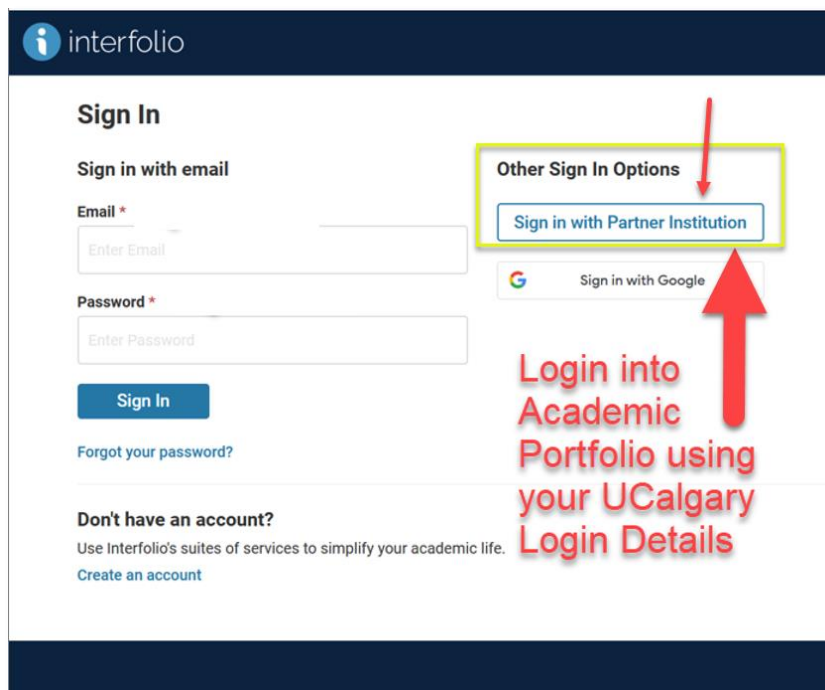 interfolio
Sign In
Sign in with email
Email *
Enter Email
Password *
Enter Password
Sign In
Forgot your password?
Other Sign In Options
Sign in with Partner Institution
Sign in with Google
Login into
Academic
Portfolio using
your UCalgary
Login Details
Don't have an account?
Use Interfolio's suites of services to simplify your academic life.
Create an account